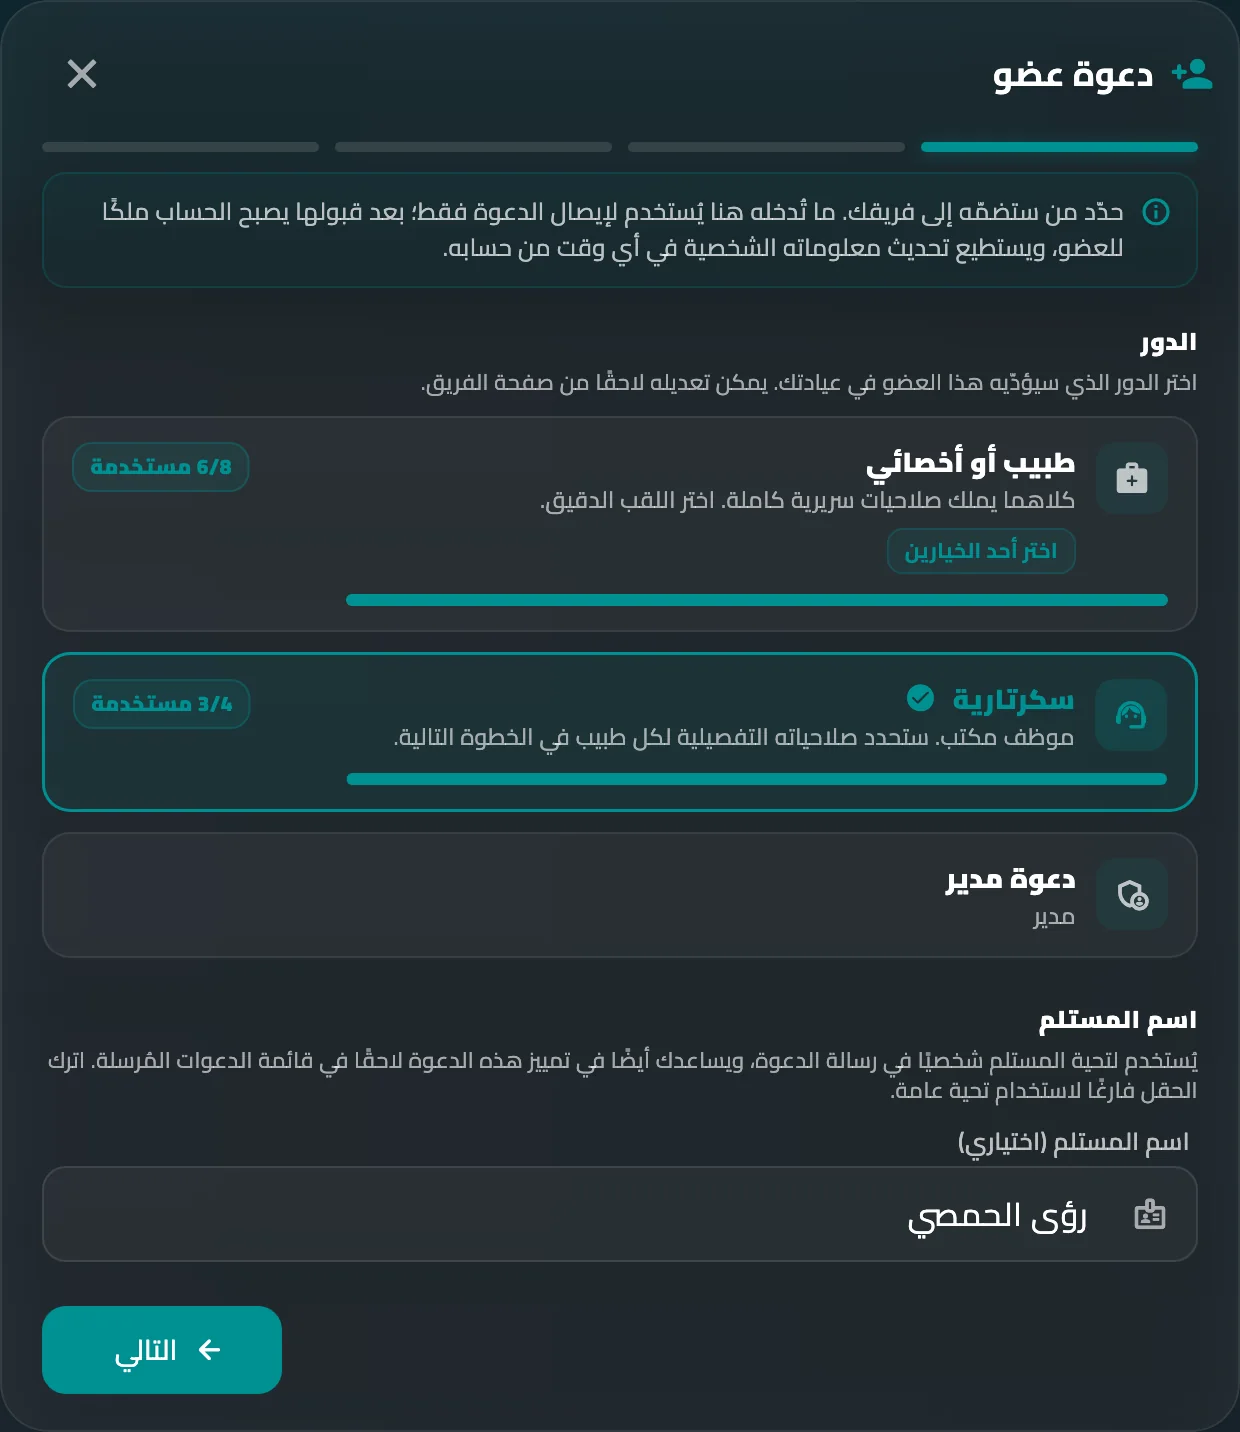 دعوة عضو
حدّد من ستضمّه إلى فريقك. ما تُدخله هنا يُستخدم لإيصال الدعوة فقط؛ بعد قبولها يصبح الحساب ملكًا
للعضو، ويستطيع تحديث معلوماته الشخصية في أي وقت من حسابه.
الدور
اختر الدور الذي سيؤدّيه هذا العضو في عيادتك. يمكن تعديله لاحقًا من صفحة الفريق.
طبيب أو أخصائي
6/8 مستخدمة
كلاهما يملك صلاحيات سريرية كاملة. اختر اللقب الدقيق.
اختر أحد الخيارين
سكرتارية
3/4 مستخدمة
موظف مكتب. ستحدد صلاحياته التفصيلية لكل طبيب في الخطوة التالية.
دعوة مدير
مدير
اسم المستلم
يُستخدم لتحية المستلم شخصيًا في رسالة الدعوة، ويساعدك أيضًا في تمييز هذه الدعوة لاحقًا في قائمة الدعوات المُرسلة. اترك
الحقل فارغًا لاستخدام تحية عامة.
اسم المستلم (اختياري)
رؤى الحمصي
التالي